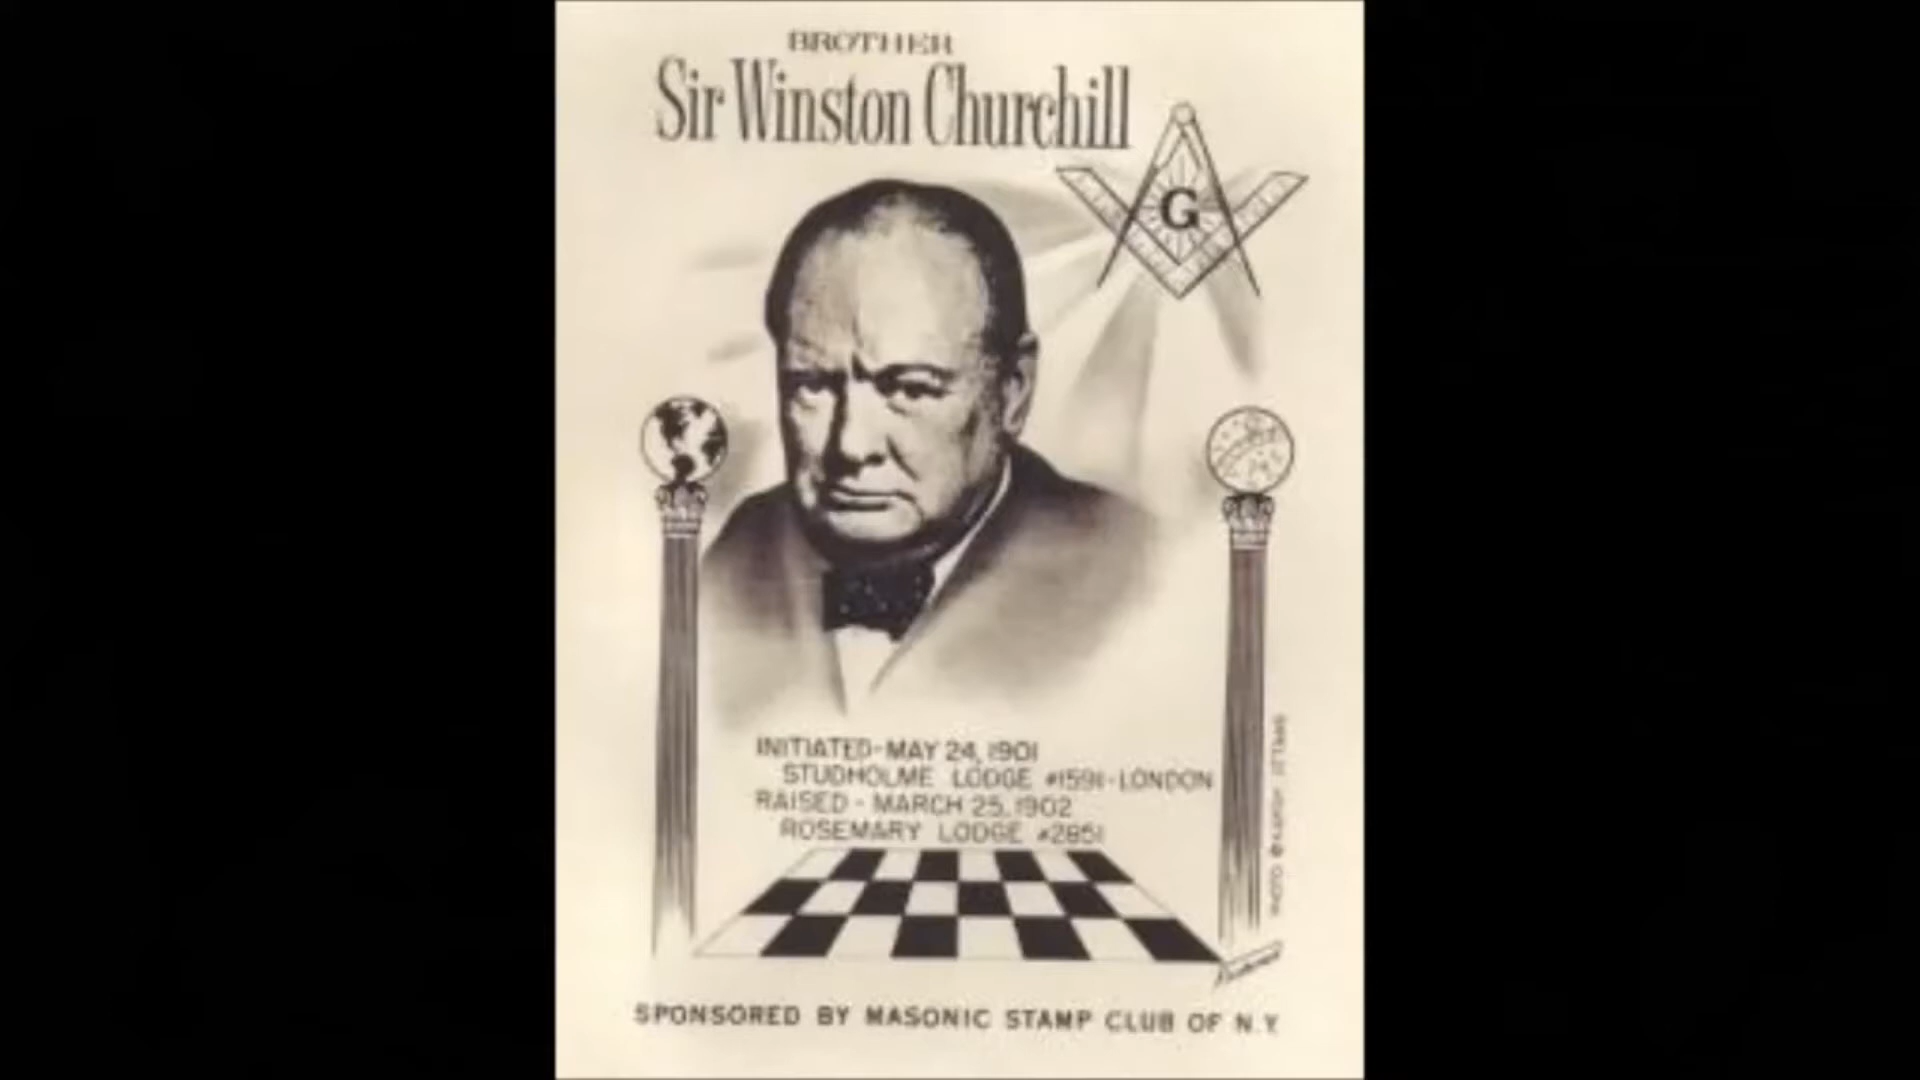 BROTHER
Sir Winston Churchill
G
INITIATED-MAY 24, 1901
STUDHOLME LODGE #1591-LONDON
RAISED - MARCH 25, 1902
ROSEMARY LODGE #2851
PHOTO ©
SPONSORED BY MASONIC STAMP CLUB OF N.Y.